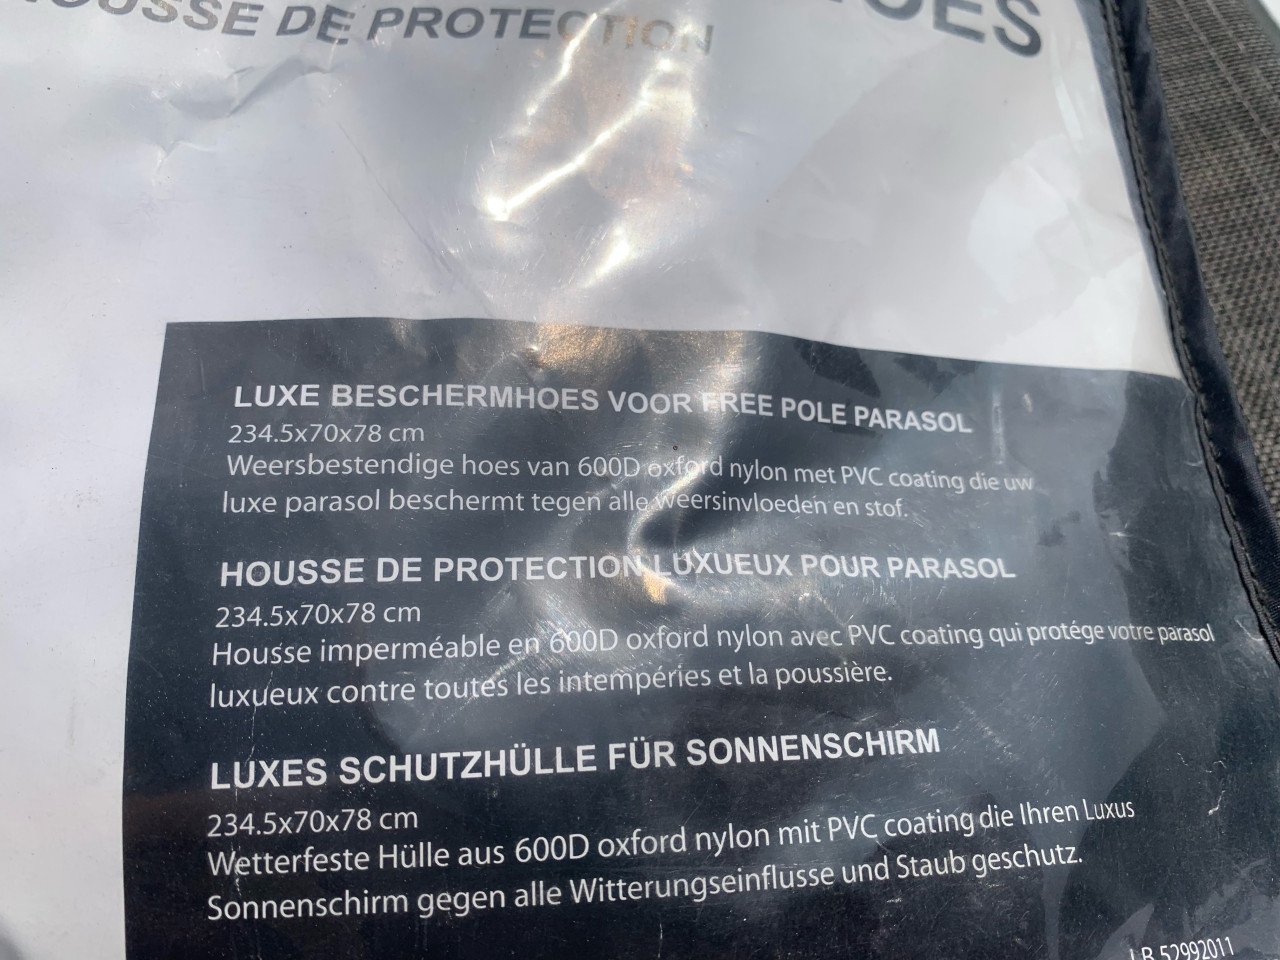 HOUSSE DE PROTECTION
HOES
LUXE BESCHERMHOES VOOR FREE POLE PARASOL
234.5x70x78 cm
Weersbestendige hoes van 600D oxford nylon met PVC coating die uw
luxe parasol beschermt tegen alle weersinvloeden en stof.
HOUSSE DE PROTECTION LUXUEUX POUR PARASOL
234.5x70x78 cm
Housse imperméable en 600D oxford nylon avec PVC coating qui protége votre parasol
luxueux contre toutes les intempéries et la poussière.
LUXES SCHUTZHÜLLE FÜR SONNENSCHIRM
234.5x70x78 cm
Wetterfeste Hülle aus 600D oxford nylon mit PVC coating die Ihren Luxus
Sonnenschirm gegen alle Witterungseinflusse und Staub geschutz.
LB 52992011